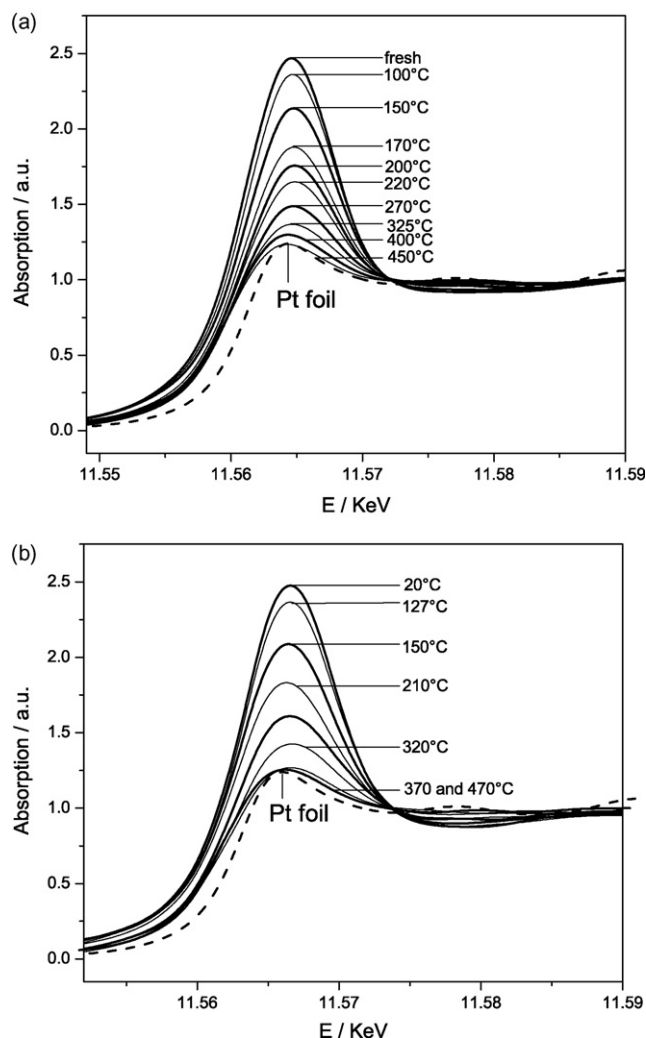 (a)
2.5
2.0
1.5
1.0
0.5
0.0
Absorption / a.u.
fresh
100°C
150°C
170°C
200°C
220°C
270°C
325°C
400°C
450°C
Pt foil
11.55
11.56
11.57
11.58
11.59
E / KeV
(b)
2.5
2.0
1.5
1.0
0.5
0.0
Absorption / a.u.
20°C
127°C
150°C
210°C
320°C
370 and 470°C
Pt foil
11.56
11.57
11.58
11.59
E / KeV